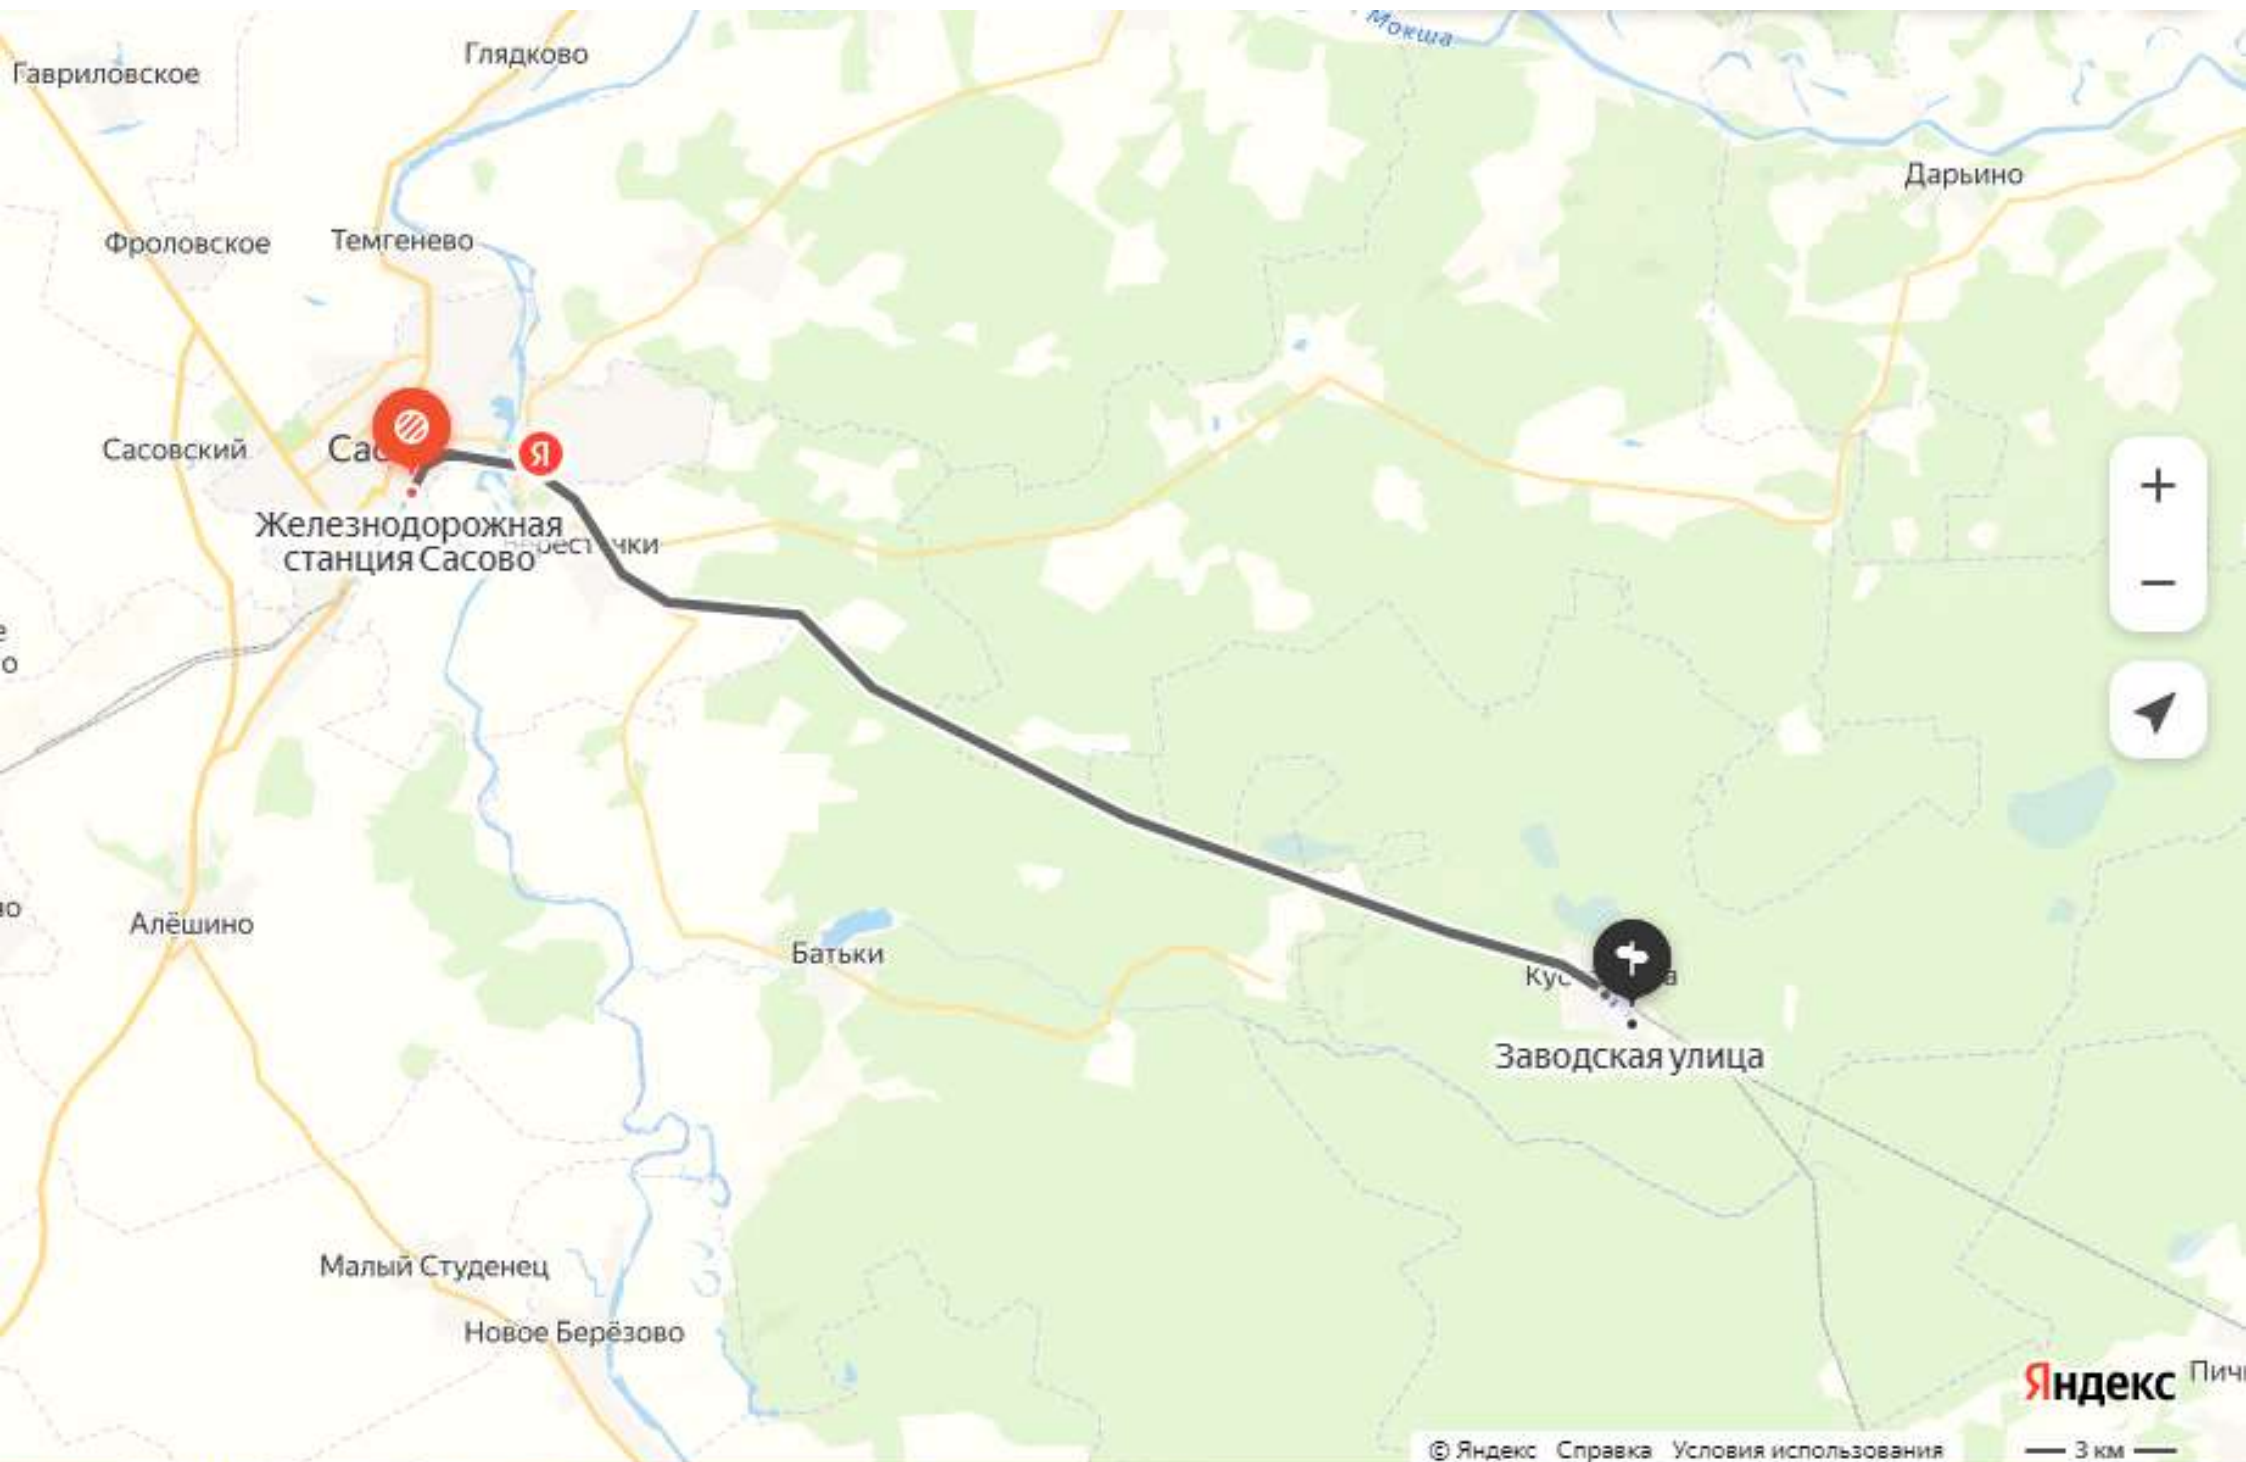 Мокша
Глядково
Гавриловское
Дарьино
Фроловское
Темгенево
Сасовский
Я
Железнодорожная
станция Сасово
Алёшино
Батьки
Заводская улица
Малый Студенец
Новое Берёзово
+
−
Яндекс
© Яндекс Справка Условия использования
3 км